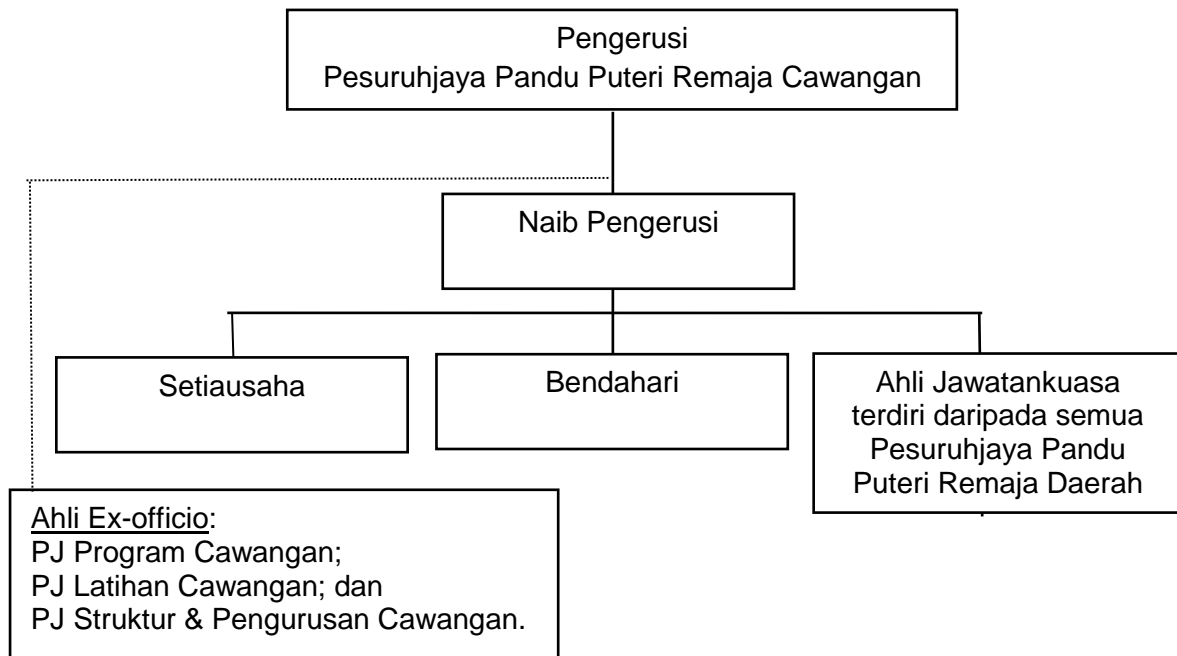 Pengerusi
Pesuruhjaya Pandu Puteri Remaja Cawangan
Naib Pengerusi
Setiausaha
Bendahari
Ahli Jawatankuasa
terdiri daripada semua
Pesuruhjaya Pandu
Puteri Remaja Daerah
Ahli Ex-officio:
PJ Program Cawangan;
PJ Latihan Cawangan; dan
PJ Struktur & Pengurusan Cawangan.